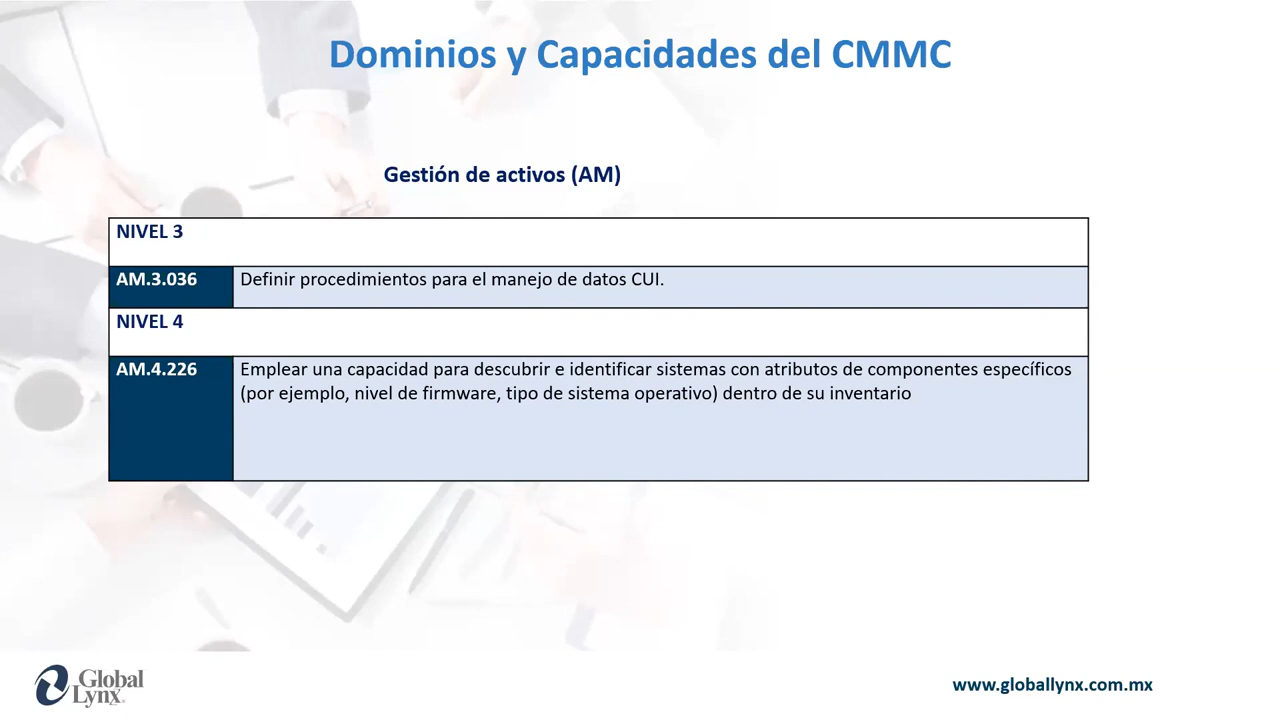 Dominios y Capacidades del CMMC
Gestión de activos (AM)
NIVEL 3
AM.3.036 Definir procedimientos para el manejo de datos CUI.
NIVEL 4
AM.4.226 Emplear una capacidad para descubrir e identificar sistemas con atributos de componentes específicos
(por ejemplo, nivel de firmware, tipo de sistema operativo) dentro de su inventario
Global
Lynx
www.globallynx.com.mx